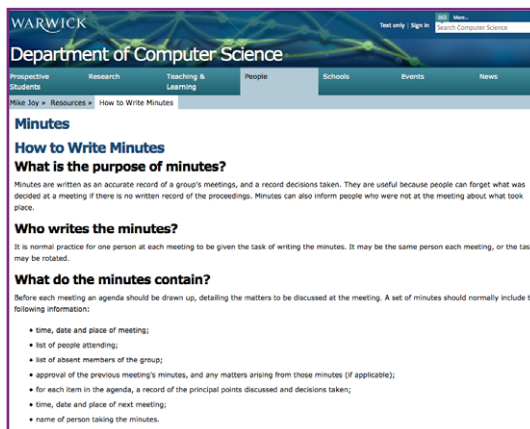 WARWICK
Text only | Sign in
GO More...
Search Computer Science
Department of Computer Science
Prospective Students Research Teaching & Learning People Schools Events News
Mike Joy » Resources » How to Write Minutes
Minutes
How to Write Minutes
What is the purpose of minutes?
Minutes are written as an accurate record of a group's meetings, and a record decisions taken. They are useful because people can forget what was
decided at a meeting if there is no written record of the proceedings. Minutes can also inform people who were not at the meeting about what took
place.
Who writes the minutes?
It is normal practice for one person at each meeting to be given the task of writing the minutes. It may be the same person each meeting, or the tas
may be rotated.
What do the minutes contain?
Before each meeting an agenda should be drawn up, detailing the matters to be discussed at the meeting. A set of minutes should normally include t
following information:
• time, date and place of meeting;
• list of people attending;
• list of absent members of the group;
• approval of the previous meeting's minutes, and any matters arising from those minutes (if applicable);
• for each item in the agenda, a record of the principal points discussed and decisions taken;
• time, date and place of next meeting;
• name of person taking the minutes.